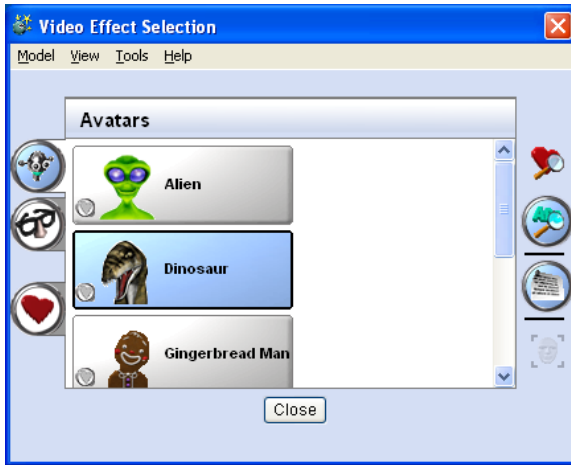 Video Effect Selection
Model View Tools Help
Avatars
Alien
Dinosaur
Gingerbread Man
Close